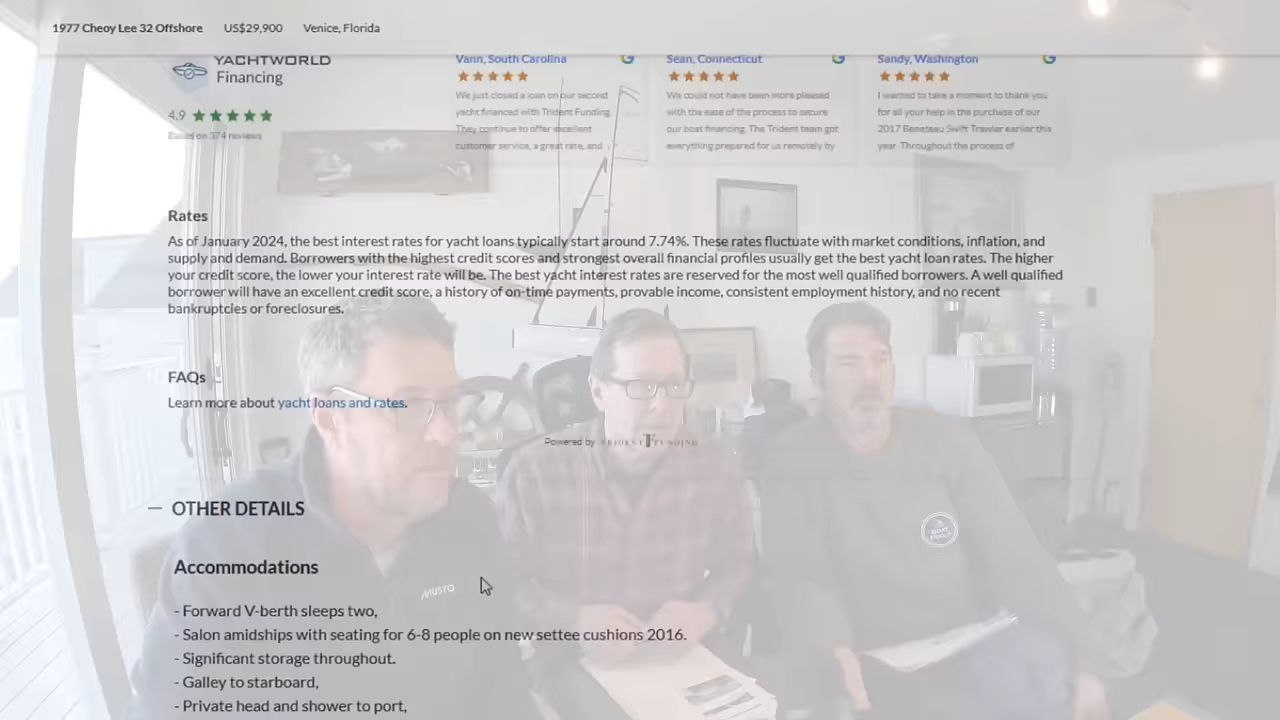 1977 Cheoy Lee 32 Offshore US$29,900 Venice, Florida
YACHTWORLD
Financing
4.9
Based on 374 reviews
Vann, South Carolina
We just closed a loan on our second
yacht financed with Trident Funding.
They continue to offer excellent
customer service, a great rate, and
Sean, Connecticut
We could not have been more pleased
with the ease of the process to secure
our boat financing. The Trident team got
everything prepared for us remotely by
Sandy, Washington
I wanted to take a moment to thank you
for all your help in the purchase of our
2017 Beneteau Swift Trawler earlier this
year. Throughout the process of
Rates
As of January 2024, the best interest rates for yacht loans typically start around 7.74%. These rates fluctuate with market conditions, inflation, and
supply and demand. Borrowers with the highest credit scores and strongest overall financial profiles usually get the best yacht loan rates. The higher
your credit score, the lower your interest rate will be. The best yacht interest rates are reserved for the most well qualified borrowers. A well qualified
borrower will have an excellent credit score, a history of on-time payments, provable income, consistent employment history, and no recent
bankruptcies or foreclosures.
FAQs
Learn more about yacht loans and rates.
Powered by TRIDENT FUNDING
— OTHER DETAILS
Accommodations
- Forward V-berth sleeps two,
- Salon amidships with seating for 6-8 people on new settee cushions 2016.
- Significant storage throughout.
- Galley to starboard,
- Private head and shower to port,
MUSTO